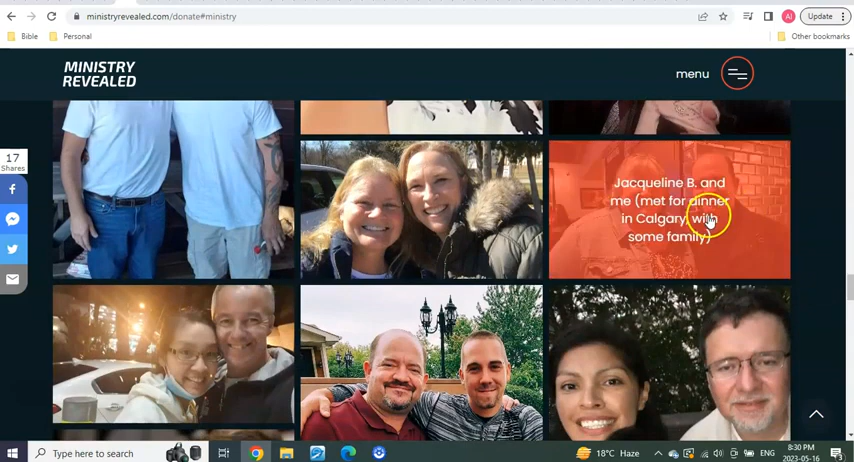 ministryrevealed.com/donate#ministry
AI
Update
Bible
Personal
Other bookmarks
MINISTRY
REVEALED
menu
17
Shares
Jacqueline B. and
me (met for dinner
in Calgary, with
some family)
Type here to search
18°C Haze
ENG
8:30 PM
2023-05-16
3